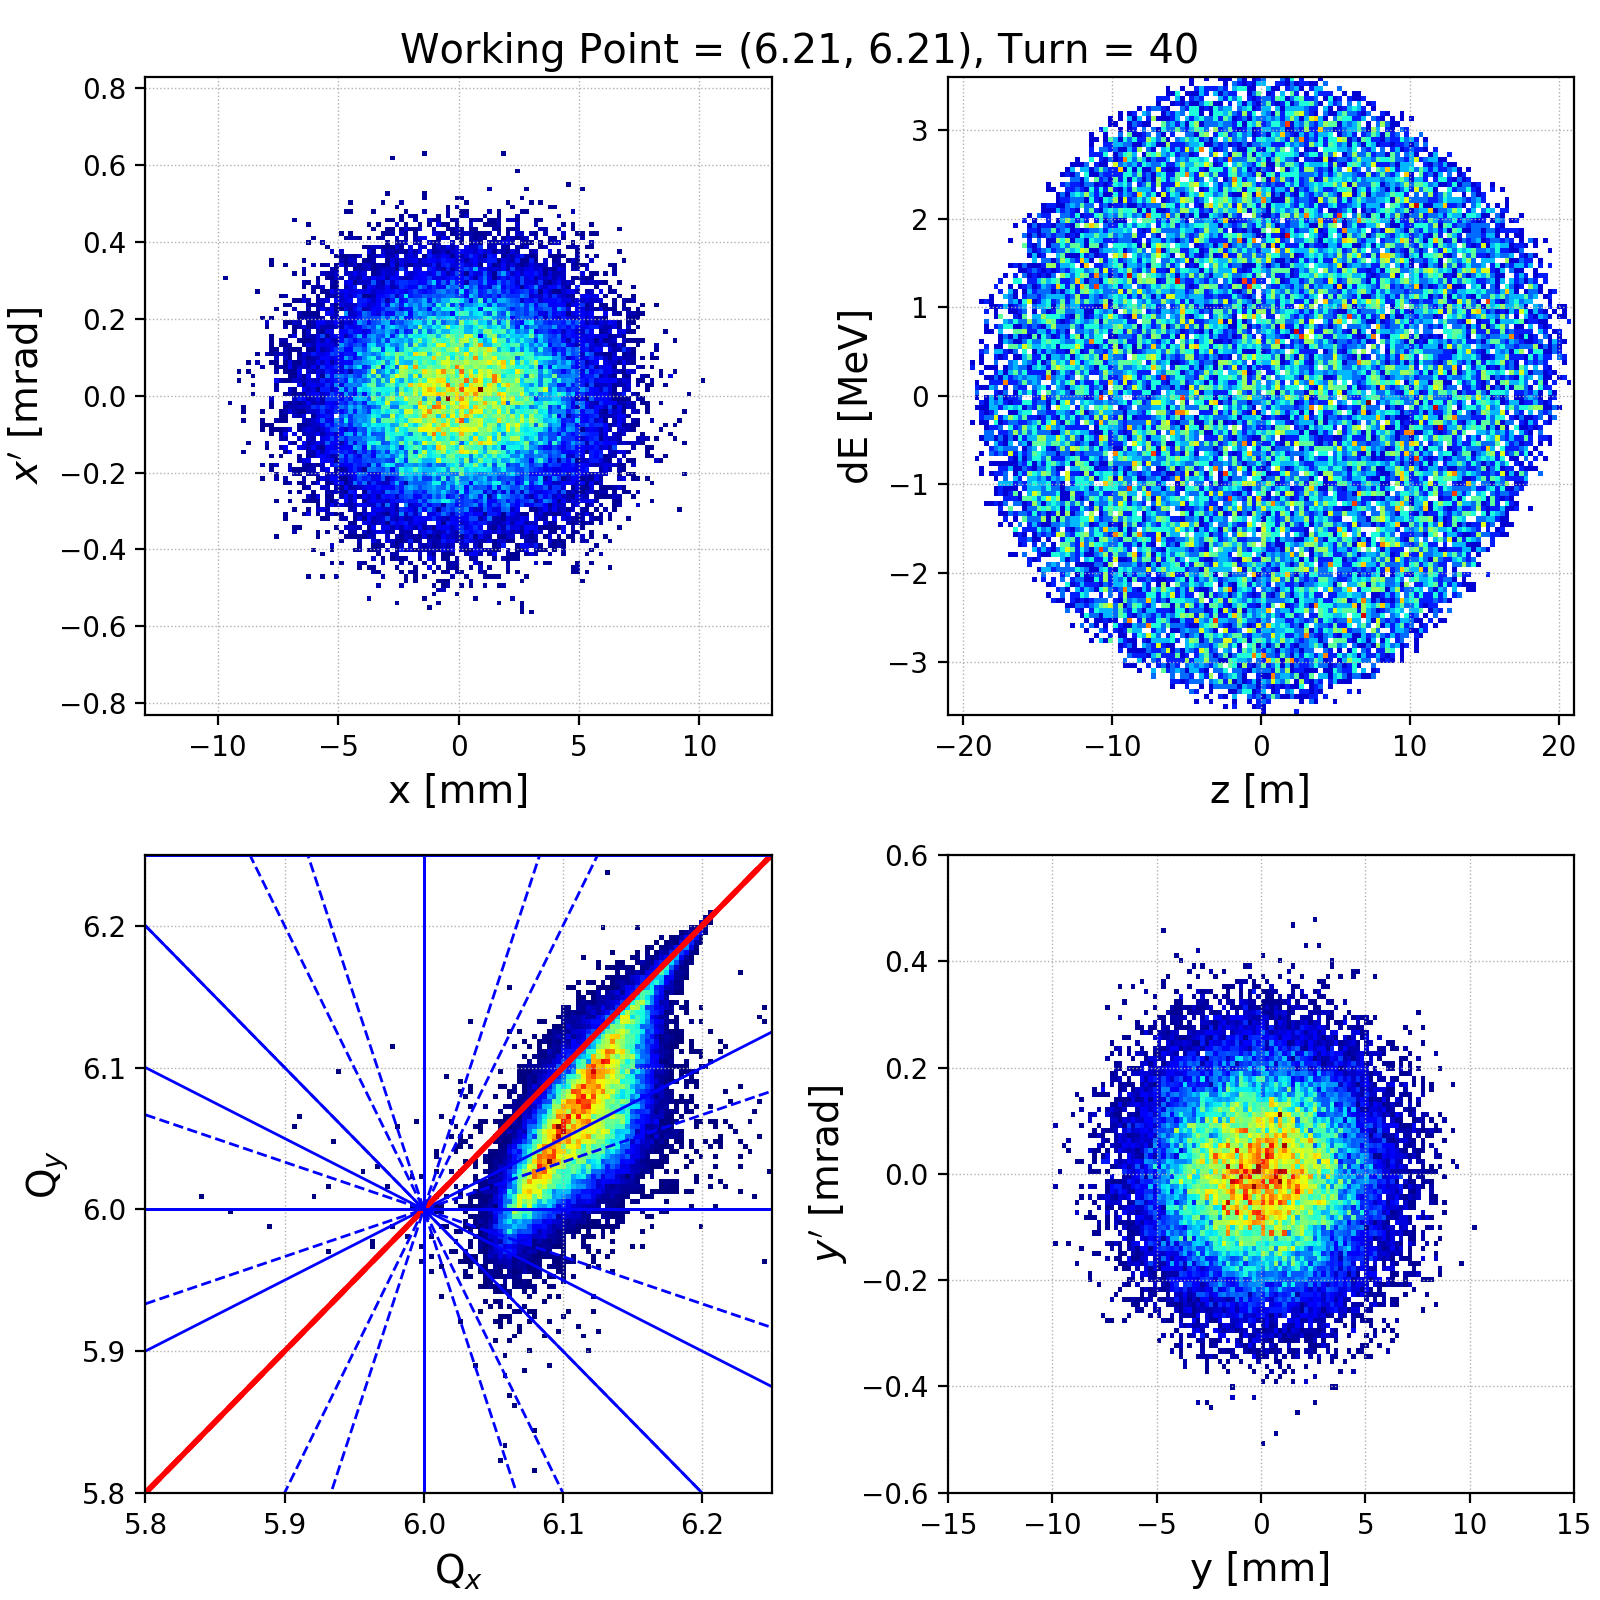 Working Point = (6.21, 6.21), Turn = 40
0.8
0.6
0.4
0.2
0.0
−0.2
−0.4
−0.6
−0.8
x′ [mrad]
−10 −5 0 5 10
x [mm]
3
2
1
0
−1
−2
−3
dE [MeV]
−20 −10 0 10 20
z [m]
6.2
6.1
6.0
5.9
5.8
Qy
5.8 5.9 6.0 6.1 6.2
Qx
0.6
0.4
0.2
0.0
−0.2
−0.4
−0.6
y′ [mrad]
−15 −10 −5 0 5 10 15
y [mm]